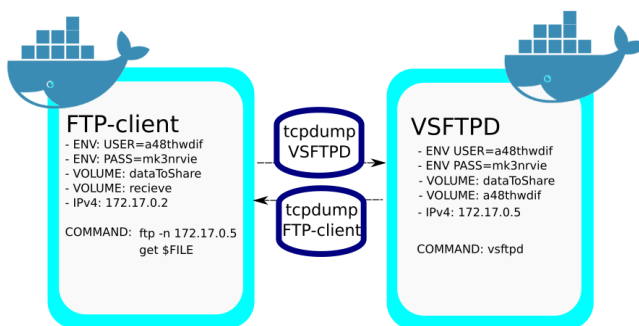 FTP-client
- ENV: USER=a48thwdif
- ENV: PASS=mk3nrvie
- VOLUME: dataToShare
- VOLUME: recieve
- IPv4: 172.17.0.2
COMMAND: ftp -n 172.17.0.5
get $FILE
tcpdump
VSFTPD
tcpdump
FTP-client
VSFTPD
- ENV: USER=a48thwdif
- ENV PASS=mk3nrvie
- VOLUME: dataToShare
- VOLUME: a48thwdif
- IPv4: 172.17.0.5
COMMAND: vsftpd